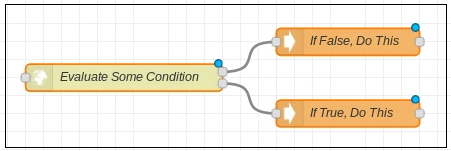 If False, Do This
Evaluate Some Condition
If True, Do This